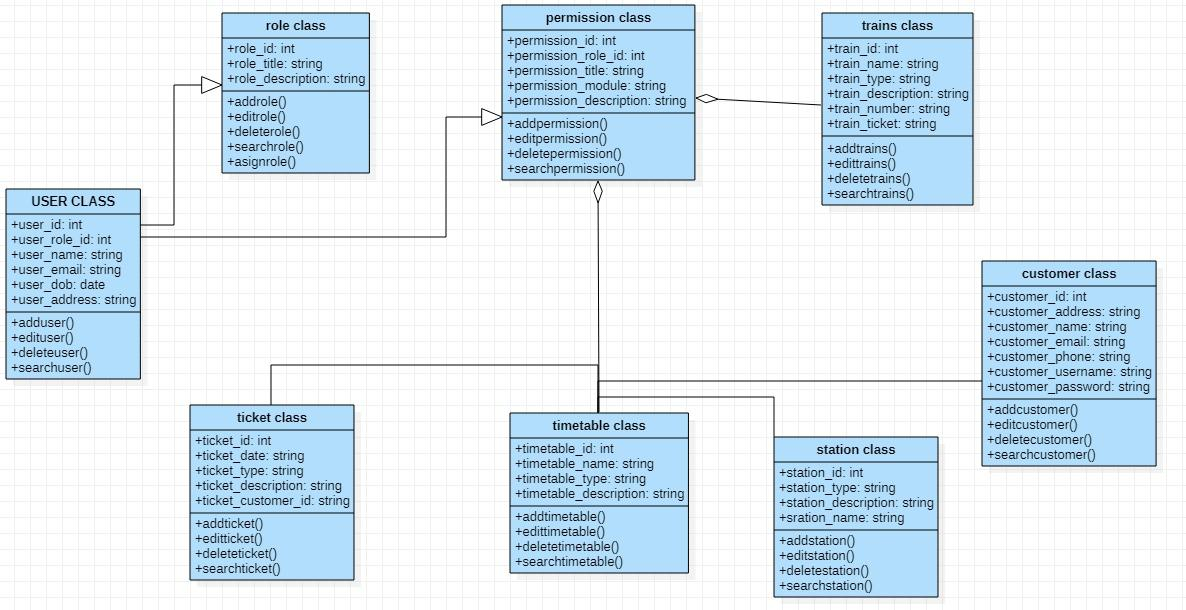 role class
+role_id: int
+role_title: string
+role_description: string
+addrole()
+editrole()
+deleterole()
+searchrole()
+asignrole()
permission class
+permission_id: int
+permission_role_id: int
+permission_title: string
+permission_module: string
+permission_description: string
+addpermission()
+editpermission()
+deletepermission()
+searchpermission()
trains class
+train_id: int
+train_name: string
+train_type: string
+train_description: string
+train_number: string
+train_ticket: string
+addtrains()
+edittrains()
+deletetrains()
+searchtrains()
USER CLASS
+user_id: int
+user_role_id: int
+user_name: string
+user_email: string
+user_dob: date
+user_address: string
+adduser()
+edituser()
+deleteuser()
+searchuser()
customer class
+customer_id: int
+customer_address: string
+customer_name: string
+customer_email: string
+customer_phone: string
+customer_username: string
+customer_password: string
+addcustomer()
+editcustomer()
+deletecustomer()
+searchcustomer()
ticket class
+ticket_id: int
+ticket_date: string
+ticket_type: string
+ticket_description: string
+ticket_customer_id: string
+addticket()
+editticket()
+deleteticket()
+searchticket()
timetable class
+timetable_id: int
+timetable_name: string
+timetable_type: string
+timetable_description: string
+addtimetable()
+edittimetable()
+deletetimetable()
+searchtimetable()
station class
+station_id: int
+station_type: string
+station_description: string
+sration_name: string
+addstation()
+editstation()
+deletestation()
+searchstation()